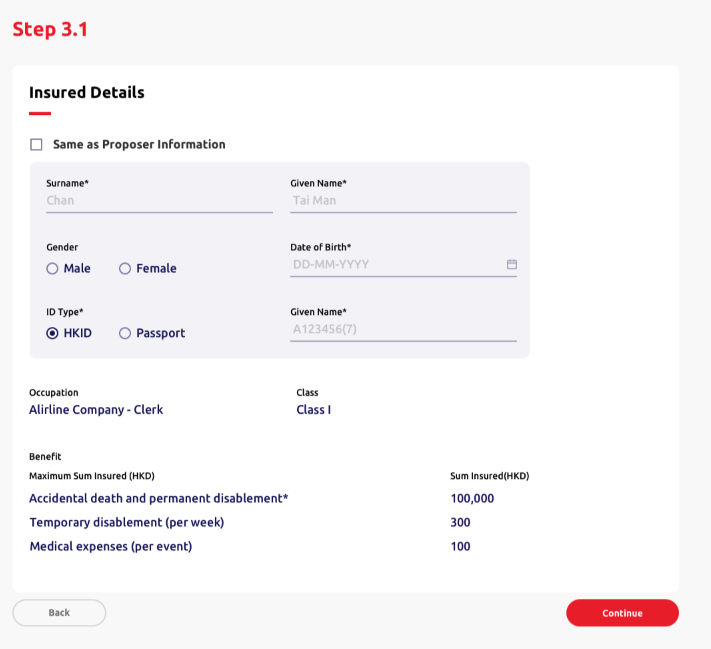 Step 3.1
Insured Details
Same as Proposer Information
Surname* Given Name*
Chan Tai Man
Gender Date of Birth*
Male Female DD-MM-YYYY
ID Type* Given Name*
HKID Passport A123456(7)
Occupation Class
Alirline Company - Clerk Class I
Benefit
Maximum Sum Insured (HKD) Sum Insured(HKD)
Accidental death and permanent disablement* 100,000
Temporary disablement (per week) 300
Medical expenses (per event) 100
Back Continue